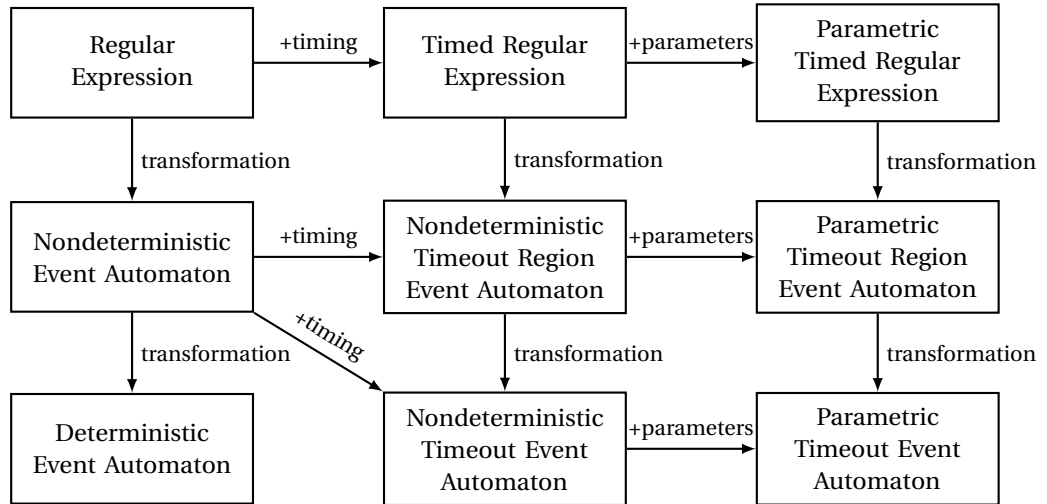 Regular
Expression
+timing
Timed Regular
Expression
+parameters
Parametric
Timed Regular
Expression
transformation
transformation
transformation
Nondeterministic
Event Automaton
+timing
Nondeterministic
Timeout Region
Event Automaton
+parameters
Parametric
Timeout Region
Event Automaton
transformation
+timing
transformation
transformation
Deterministic
Event Automaton
Nondeterministic
Timeout Event
Automaton
+parameters
Parametric
Timeout Event
Automaton